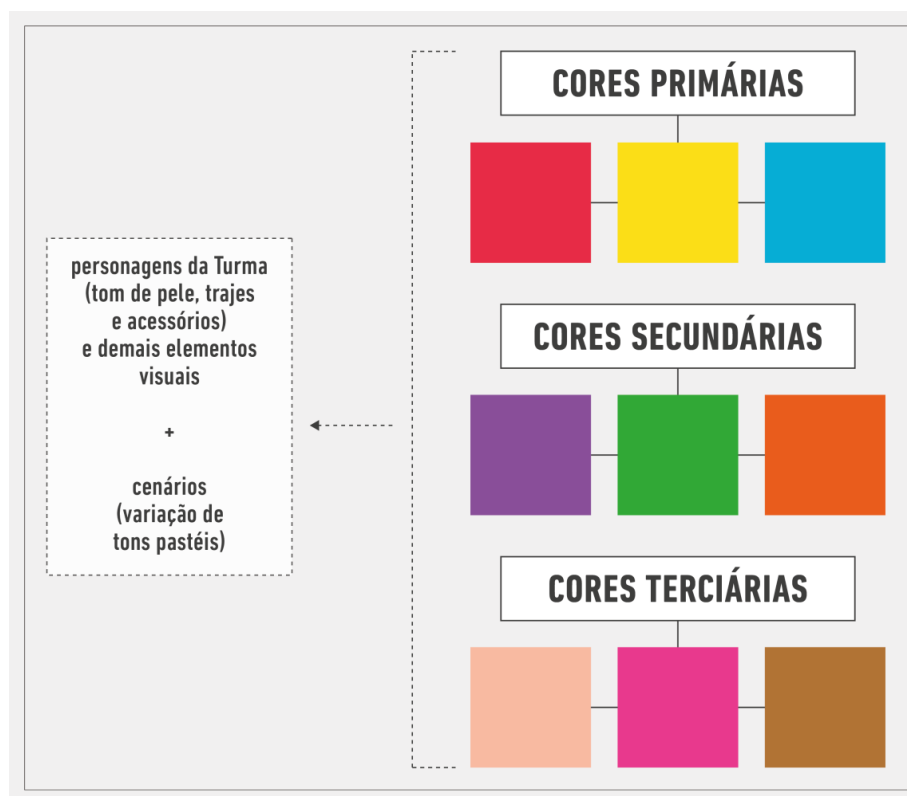 CORES PRIMÁRIAS
personagens da Turma
(tom de pele, trajes
e acessórios)
e demais elementos
visuais
+
cenários
(variação de
tons pastéis)
CORES SECUNDÁRIAS
CORES TERCIÁRIAS